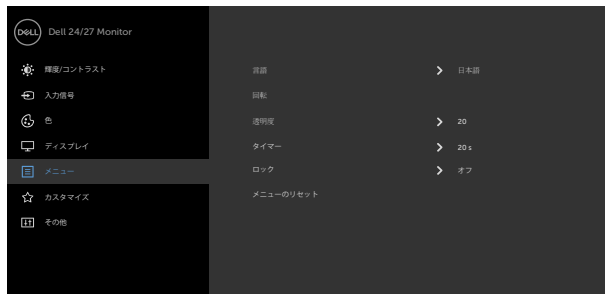 DELL Dell 24/27 Monitor
輝度/コントラスト
入力信号
色
ディスプレイ
メニュー
カスタマイズ
その他
言語 日本語
回転
透明度 20
タイマー 20 s
ロック オフ
メニューのリセット